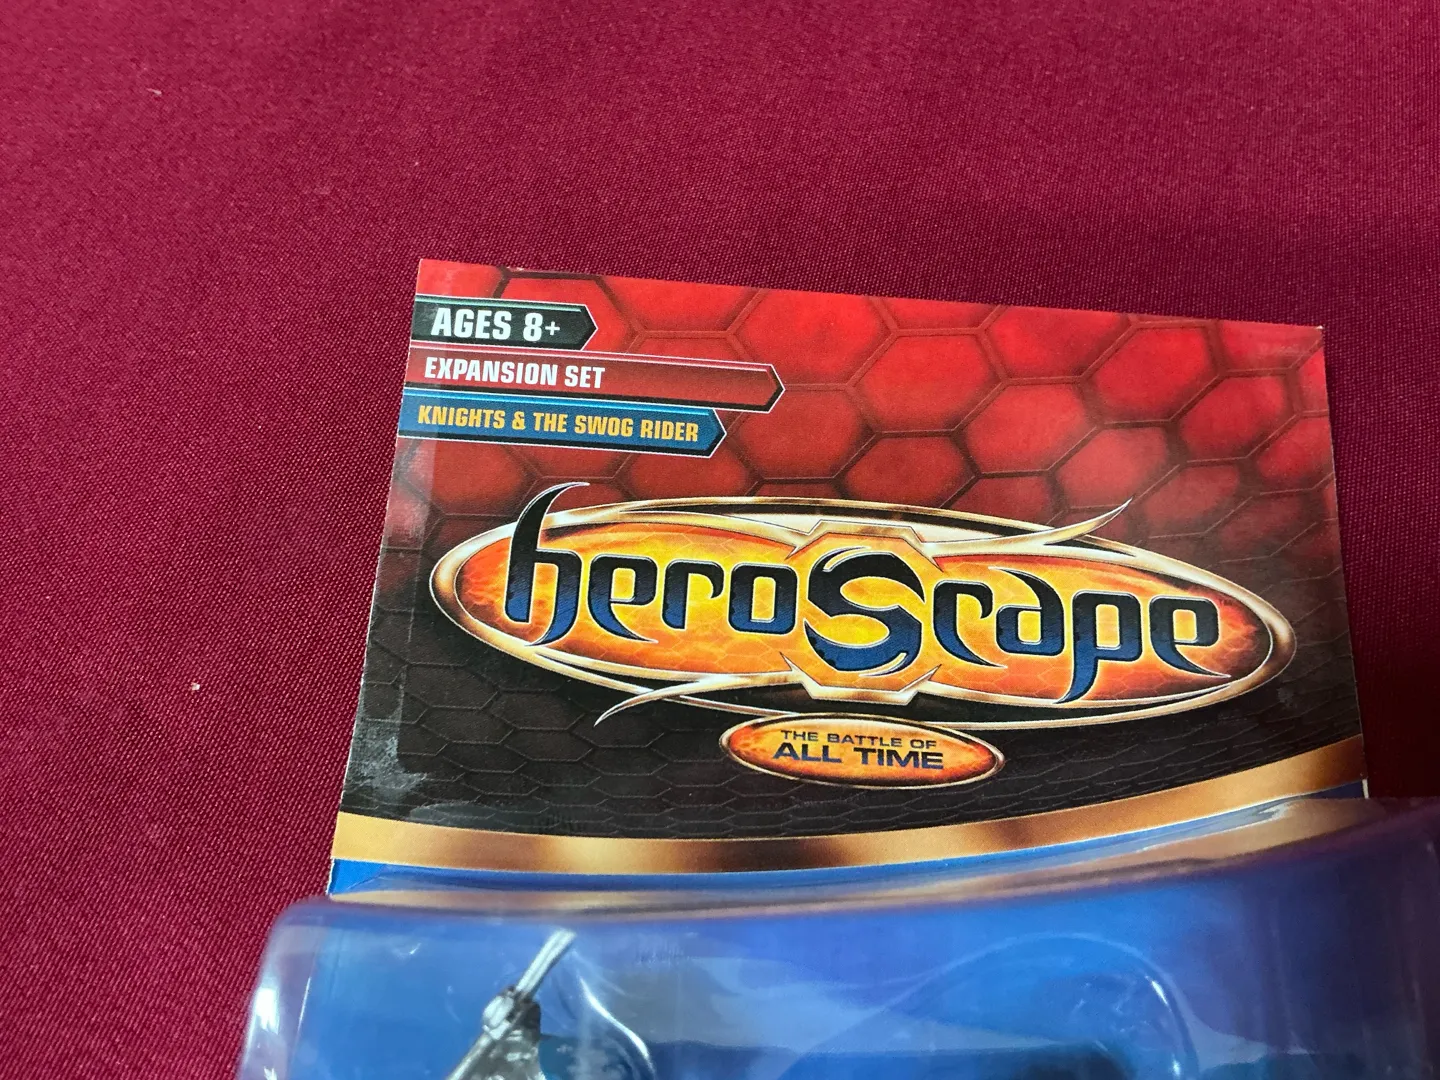 AGES 8+
EXPANSION SET
KNIGHTS & THE SWOG RIDER
heroScape
THE BATTLE OF
ALL TIME